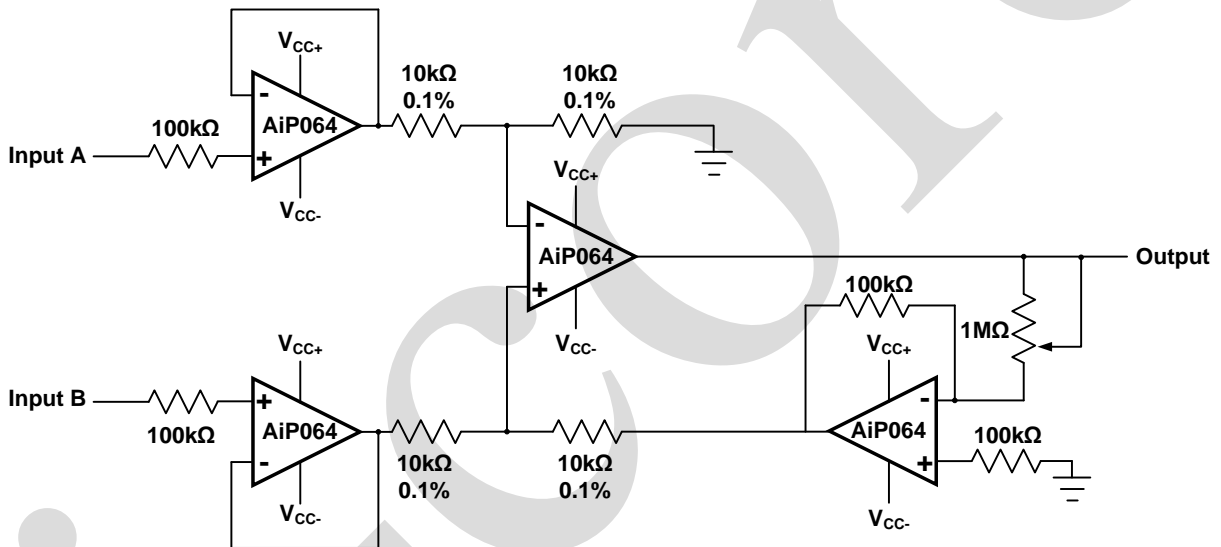 VCC+
10kΩ
0.1%
10kΩ
0.1%
-
AiP064
+
100kΩ
Input A
VCC-
VCC+
-
AiP064
+
VCC-
Output
100kΩ
1MΩ
VCC+
VCC+
-
AiP064
+
100kΩ
VCC-
Input B
100kΩ
+
AiP064
-
10kΩ
0.1%
10kΩ
0.1%
VCC-